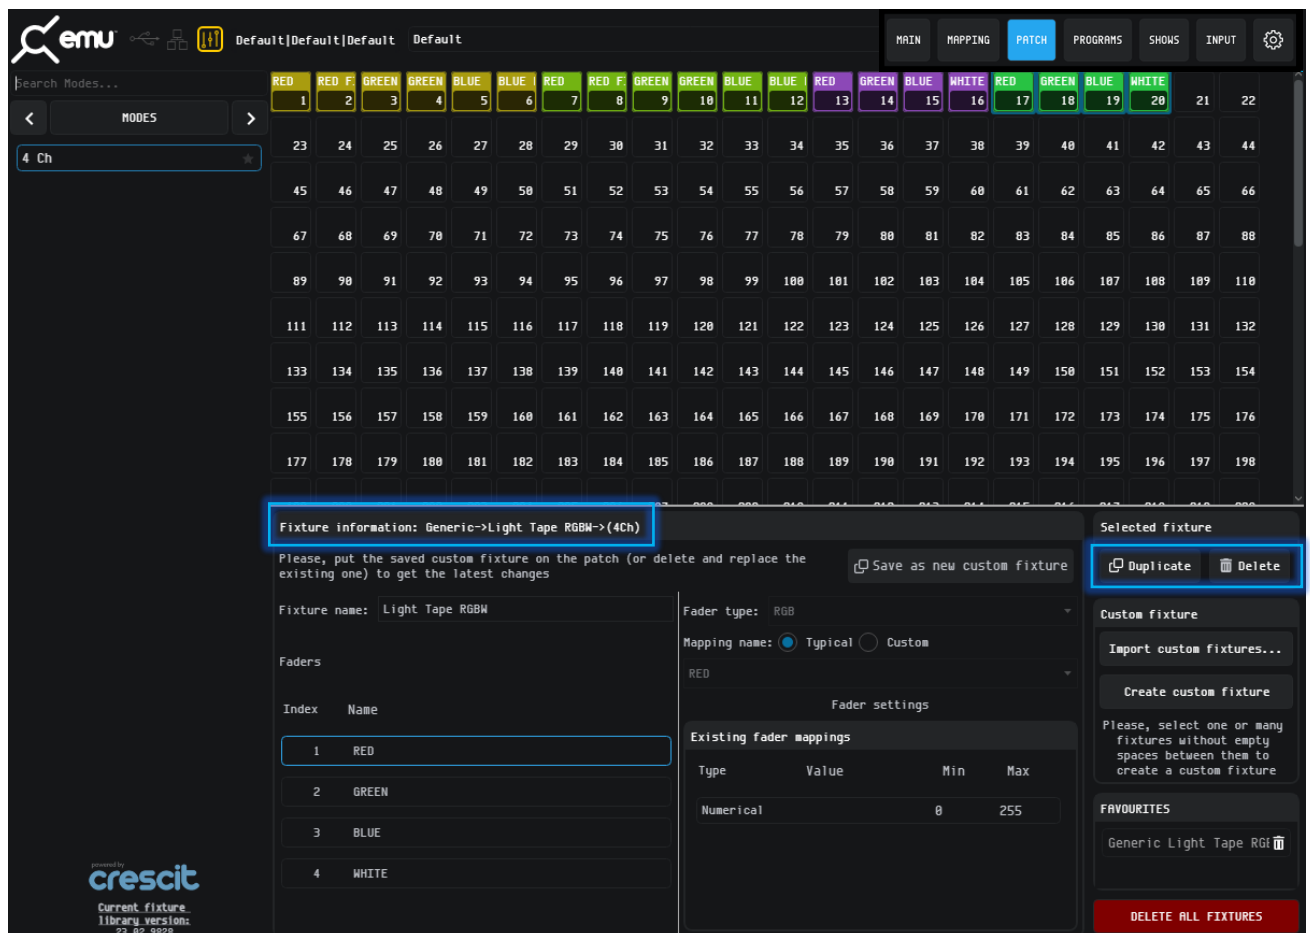 emu Default|Default|Default Default MAIN MAPPING PATCH PROGRAMS SHOWS INPUT
Search Modes...
MODES
4 Ch
RED RED F GREEN GREEN BLUE BLUE RED RED F GREEN GREEN BLUE BLUE RED GREEN BLUE WHITE RED GREEN BLUE WHITE
1 2 3 4 5 6 7 8 9 10 11 12 13 14 15 16 17 18 19 20 21 22
23 24 25 26 27 28 29 30 31 32 33 34 35 36 37 38 39 40 41 42 43 44
45 46 47 48 49 50 51 52 53 54 55 56 57 58 59 60 61 62 63 64 65 66
67 68 69 70 71 72 73 74 75 76 77 78 79 80 81 82 83 84 85 86 87 88
89 90 91 92 93 94 95 96 97 98 99 100 101 102 103 104 105 106 107 108 109 110
111 112 113 114 115 116 117 118 119 120 121 122 123 124 125 126 127 128 129 130 131 132
133 134 135 136 137 138 139 140 141 142 143 144 145 146 147 148 149 150 151 152 153 154
155 156 157 158 159 160 161 162 163 164 165 166 167 168 169 170 171 172 173 174 175 176
177 178 179 180 181 182 183 184 185 186 187 188 189 190 191 192 193 194 195 196 197 198
Fixture information: Generic->Light Tape RGBW->(4Ch)
Please, put the saved custom fixture on the patch (or delete and replace the
existing one) to get the latest changes
Save as new custom fixture
Fixture name: Light Tape RGBW
Faders
Index Name
1 RED
2 GREEN
3 BLUE
4 WHITE
Fader type: RGB
Mapping name: Typical Custom
RED
Fader settings
Existing fader mappings
Type Value Min Max
Numerical 0 255
Selected fixture
Duplicate Delete
Custom fixture
Import custom fixtures...
Create custom fixture
Please, select one or many
fixtures without empty
spaces between them to
create a custom fixture
FAVOURITES
Generic Light Tape RGB
DELETE ALL FIXTURES
powered by
crescit
Current fixture
library version:
23.02.9828